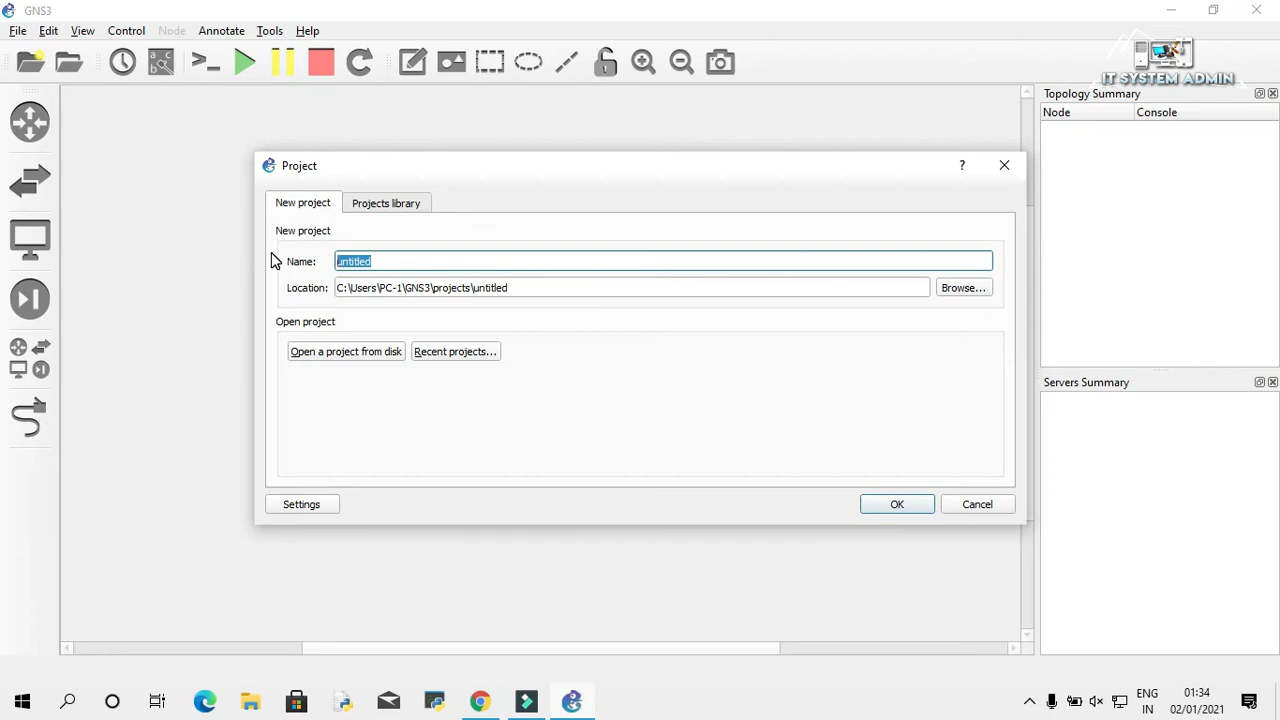 GNS3
File Edit View Control Node Annotate Tools Help
IT SYSTEM ADMIN
Topology Summary
Node Console
Project
New project Projects library
New project
Name: untitled
Location: C:\Users\PC-1\GNS3\projects\untitled Browse...
Open project
Open a project from disk Recent projects...
Settings OK Cancel
Servers Summary
ENG 01:34
IN 02/01/2021